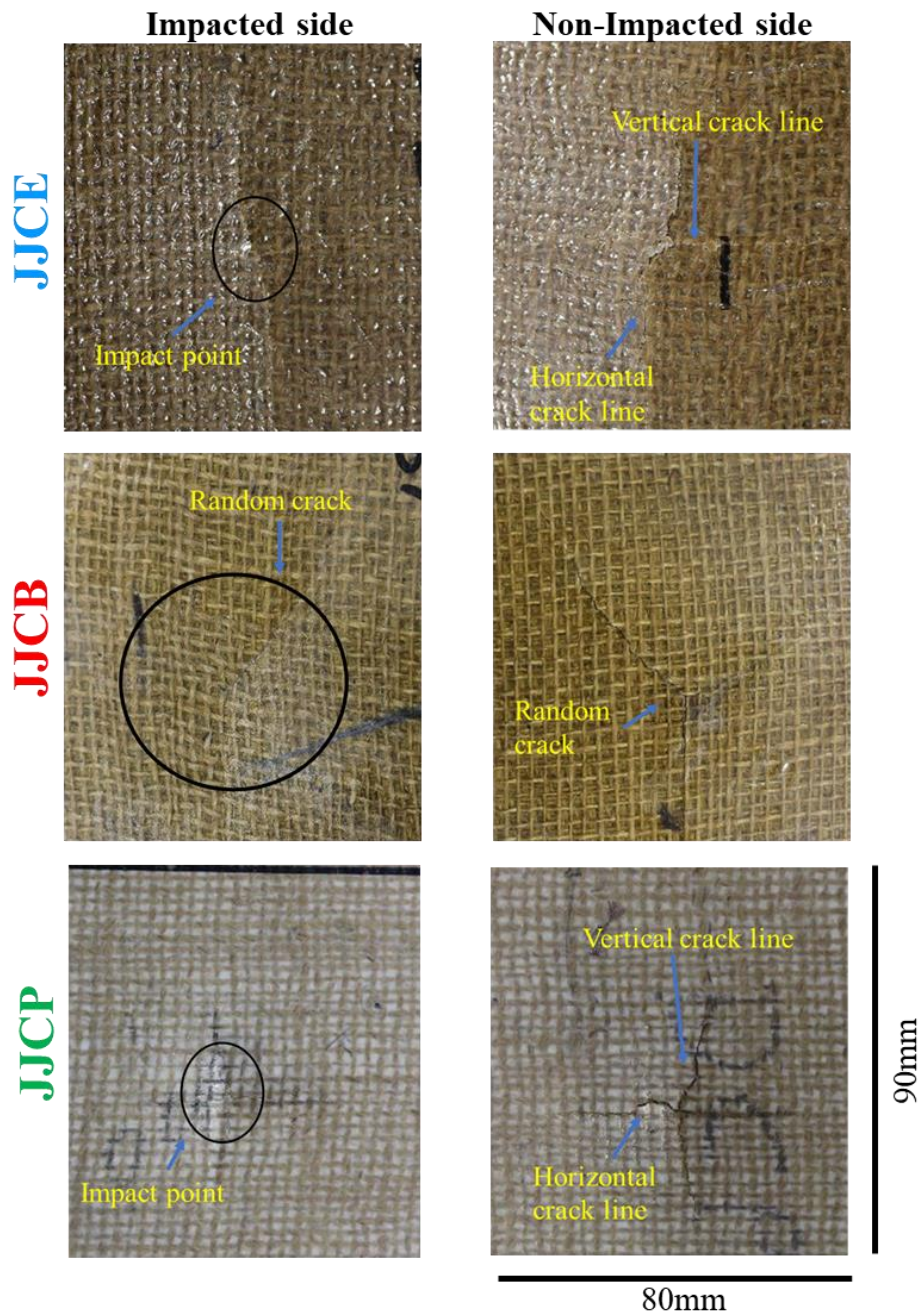 Impacted side
Non-Impacted side
JJCE
Impact point
Vertical crack line
Horizontal
crack line
JJCB
Random crack
Random
crack
JJCP
Impact point
Vertical crack line
Horizontal
crack line
90mm
80mm